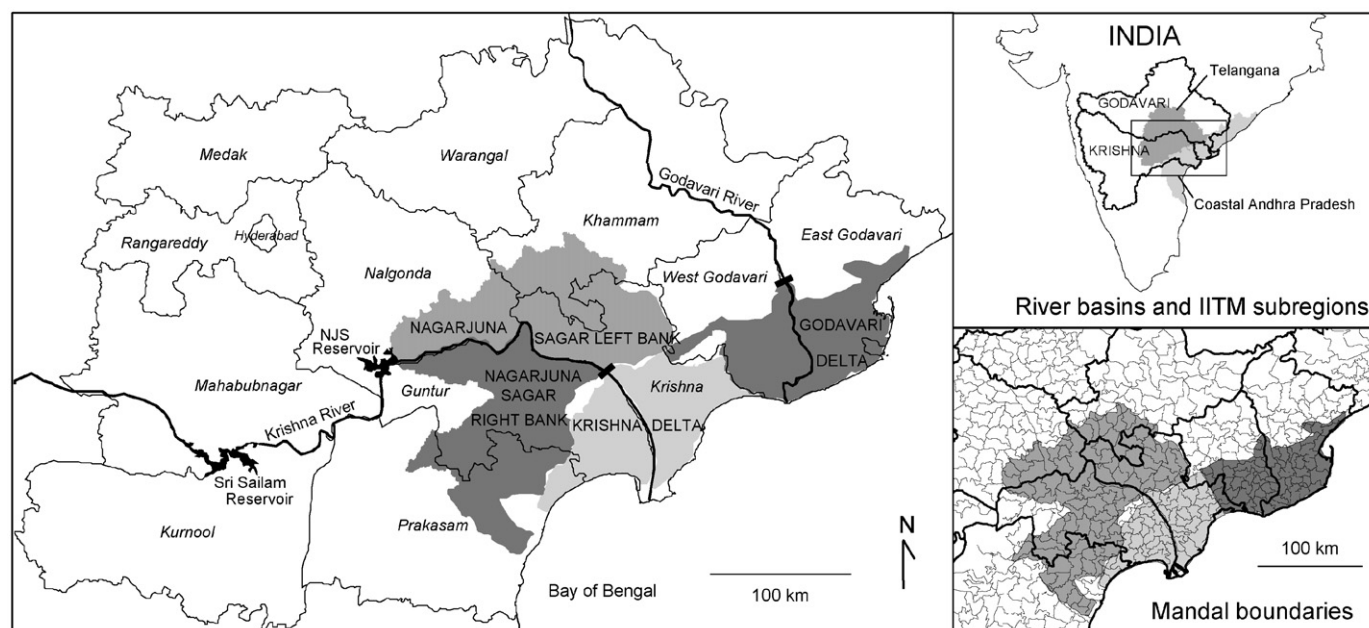 Medak
Warangal
Godavari River
Khammam
East Godavari
Rangareddy
Hyderabad
Nalgonda
West Godavari
NJS
Reservoir
NAGARJUNA
SAGAR LEFT BANK
GODAVARI
DELTA
Mahabubnagar
Guntur
NAGARJUNA
SAGAR
RIGHT BANK
Krishna
KRISHNA
DELTA
Krishna River
Sri Sailam
Reservoir
Kurnool
Prakasam
N
Bay of Bengal
100 km
INDIA
Telangana
GODAVARI
KRISHNA
Coastal Andhra Pradesh
River basins and IITM subregions
100 km
Mandal boundaries